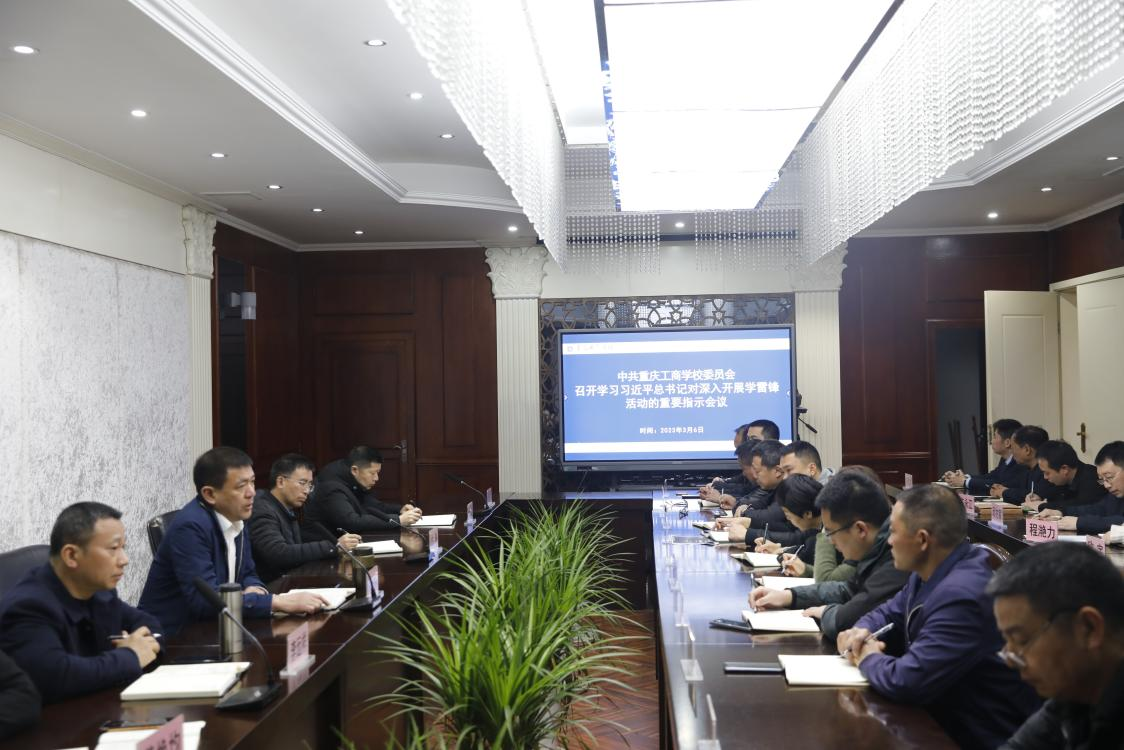 中共重庆工商学校委员会
召开学习习近平总书记对深入开展学雷锋
活动的重要指示会议
时间：2023年3月6日
程滟力